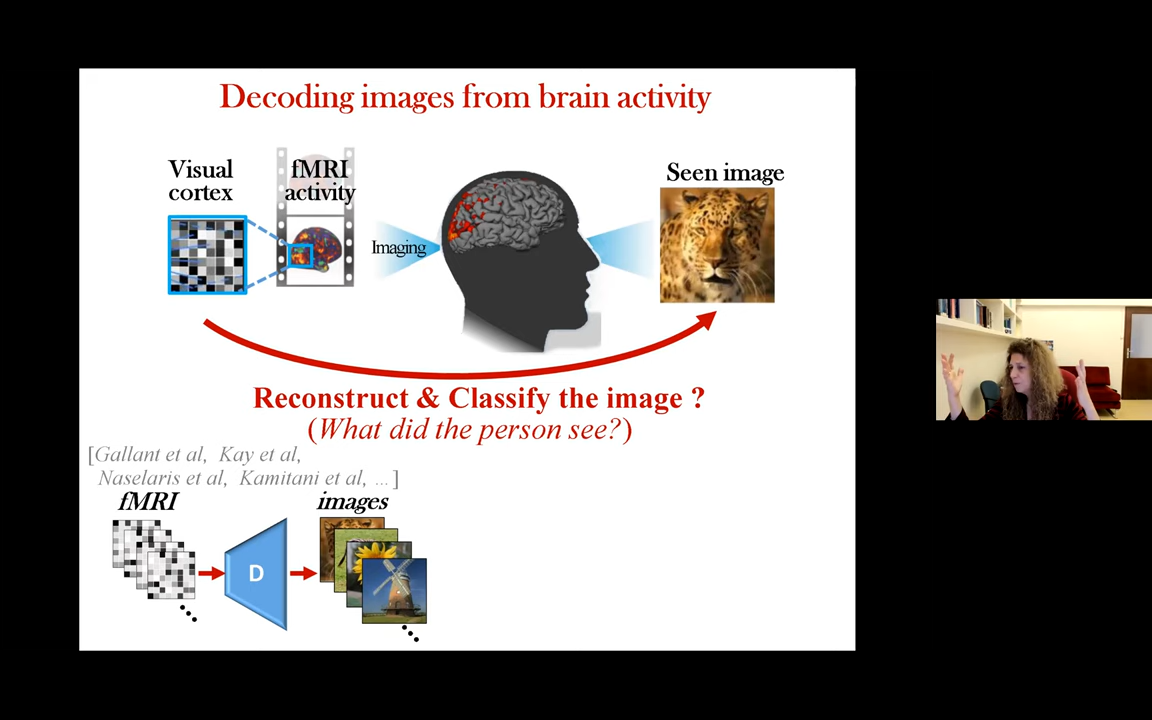 Decoding images from brain activity
Visual
cortex
fMRI
activity
Imaging
Seen image
Reconstruct & Classify the image ?
(What did the person see?)
[Gallant et al, Kay et al,
Naselaris et al, Kamitani et al, ...]
fMRI
images
D